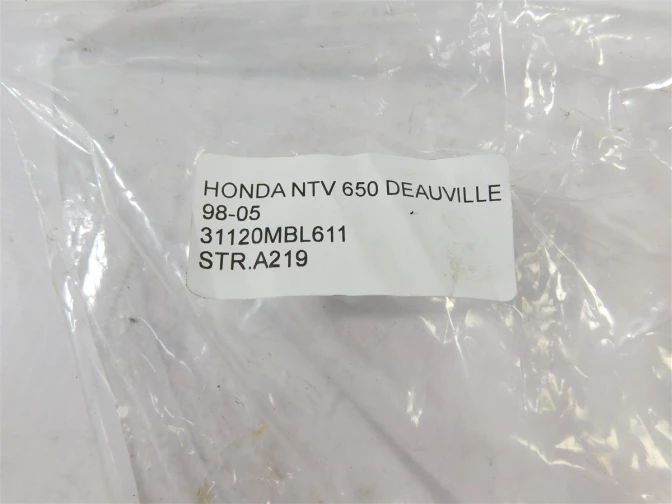 HONDA NTV 650 DEAUVILLE
98-05
31120MBL611
STR.A219